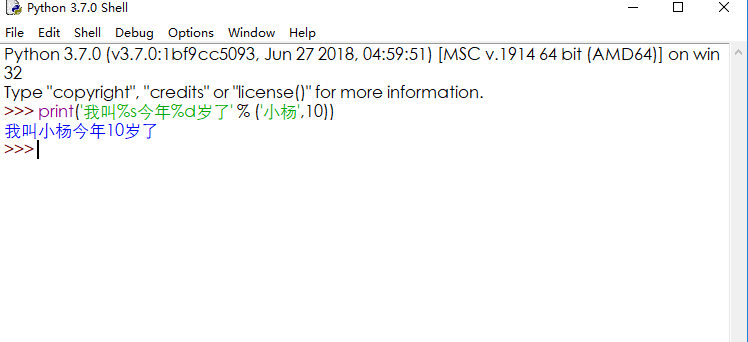 Python 3.7.0 Shell
File Edit Shell Debug Options Window Help
Python 3.7.0 (v3.7.0:1bf9cc5093, Jun 27 2018, 04:59:51) [MSC v.1914 64 bit (AMD64)] on win
32
Type "copyright", "credits" or "license()" for more information.
>>> print('我叫%s今年%d岁了' % ('小杨',10))
我叫小杨今年10岁了
>>>